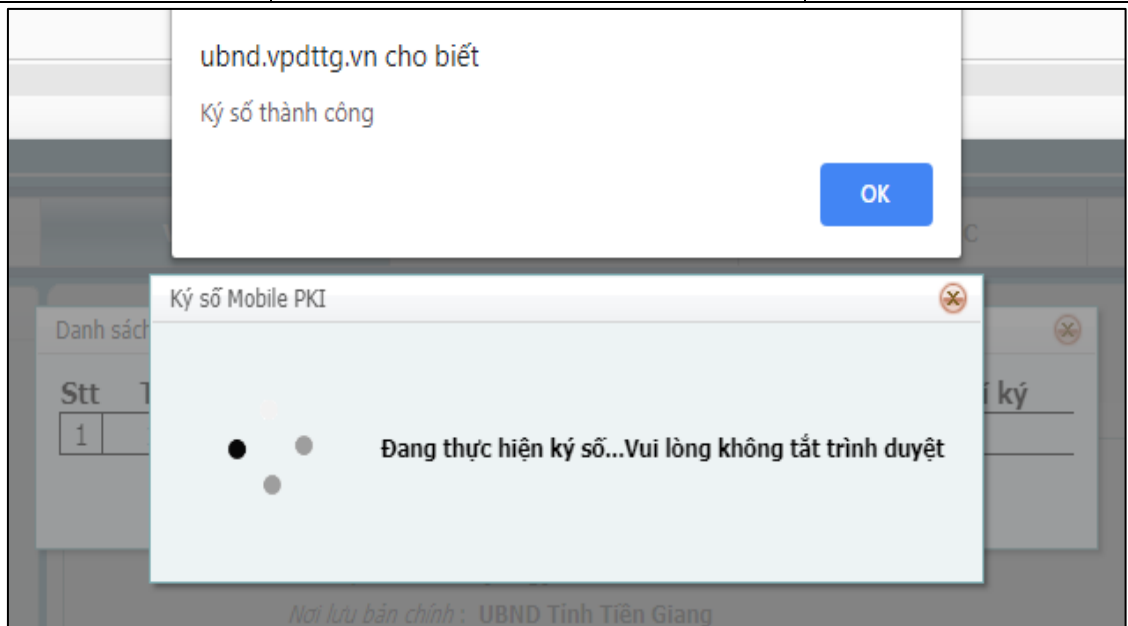 ubnd.vpdttg.vn cho biết
Ký số thành công
OK
C
Ký số Mobile PKI
Danh sách
Stt
í ký
1
Đang thực hiện ký số...Vui lòng không tắt trình duyệt
Nơi lưu bản chính : UBND Tỉnh Tiền Giang